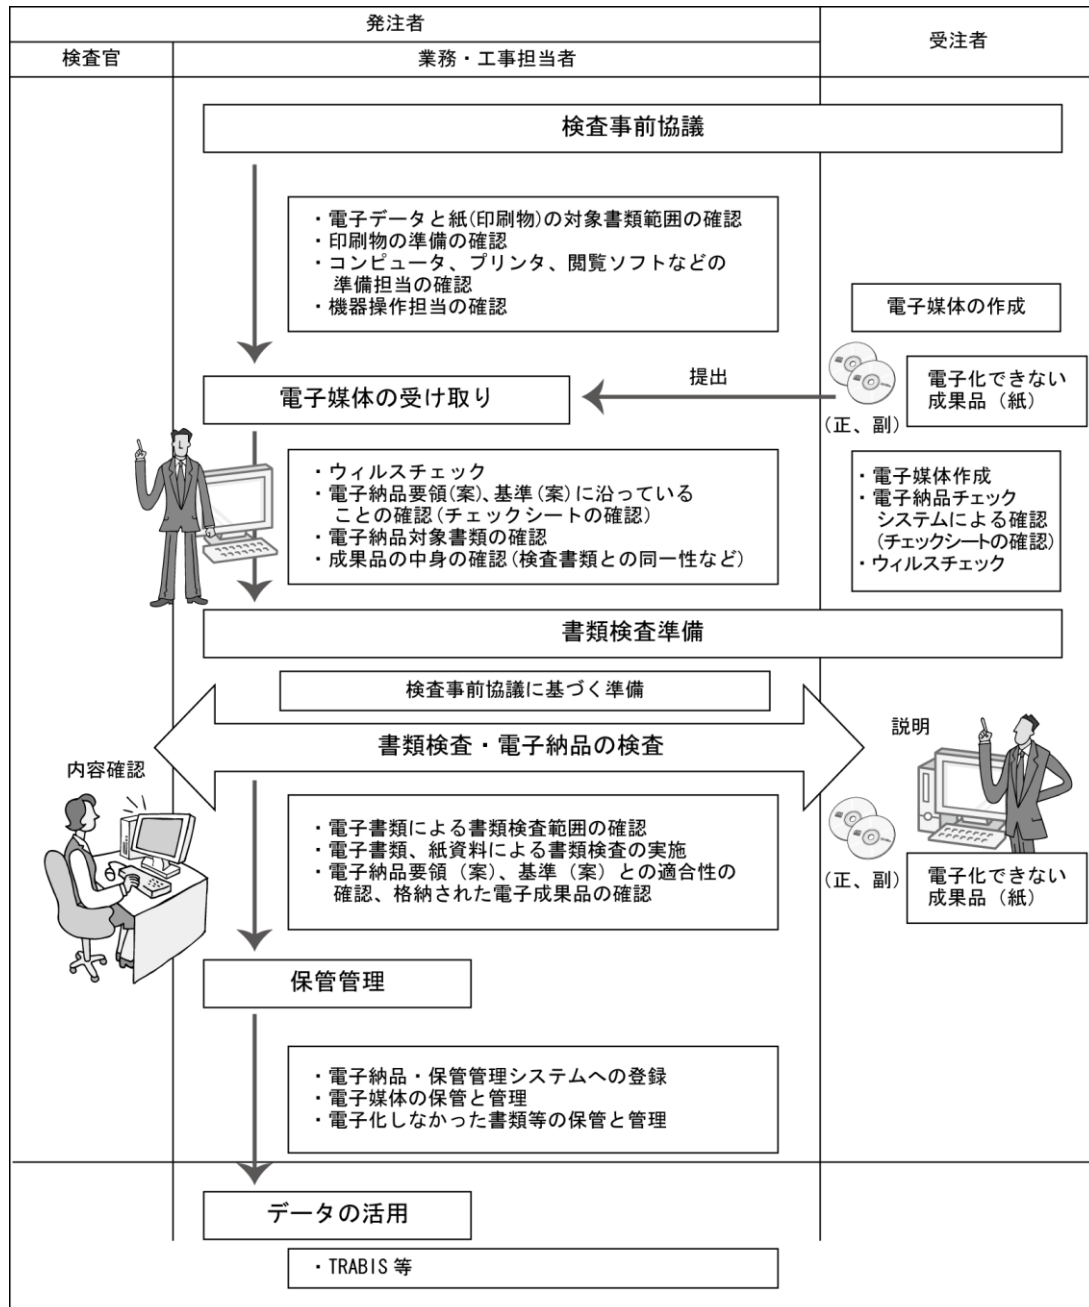 発注者
受注者
検査官
業務・工事担当者
検査事前協議
・電子データと紙(印刷物)の対象書類範囲の確認
・印刷物の準備の確認
・コンピュータ、プリンタ、閲覧ソフトなどの
準備担当の確認
・機器操作担当の確認
電子媒体の作成
電子媒体の受け取り
提出
(正、副)
電子化できない
成果品(紙)
・ウィルスチェック
・電子納品要領(案)、基準(案)に沿っている
ことの確認(チェックシートの確認)
・電子納品対象書類の確認
・成果品の中身の確認(検査書類との同一性など)
・電子媒体作成
・電子納品チェック
システムによる確認
(チェックシートの確認)
・ウィルスチェック
書類検査準備
検査事前協議に基づく準備
書類検査・電子納品の検査
説明
内容確認
・電子書類による書類検査範囲の確認
・電子書類、紙資料による書類検査の実施
・電子納品要領(案)、基準(案)との適合性の
確認、格納された電子成果品の確認
(正、副)
電子化できない
成果品(紙)
保管管理
・電子納品・保管管理システムへの登録
・電子媒体の保管と管理
・電子化しなかった書類等の保管と管理
データの活用
・TRABIS 等